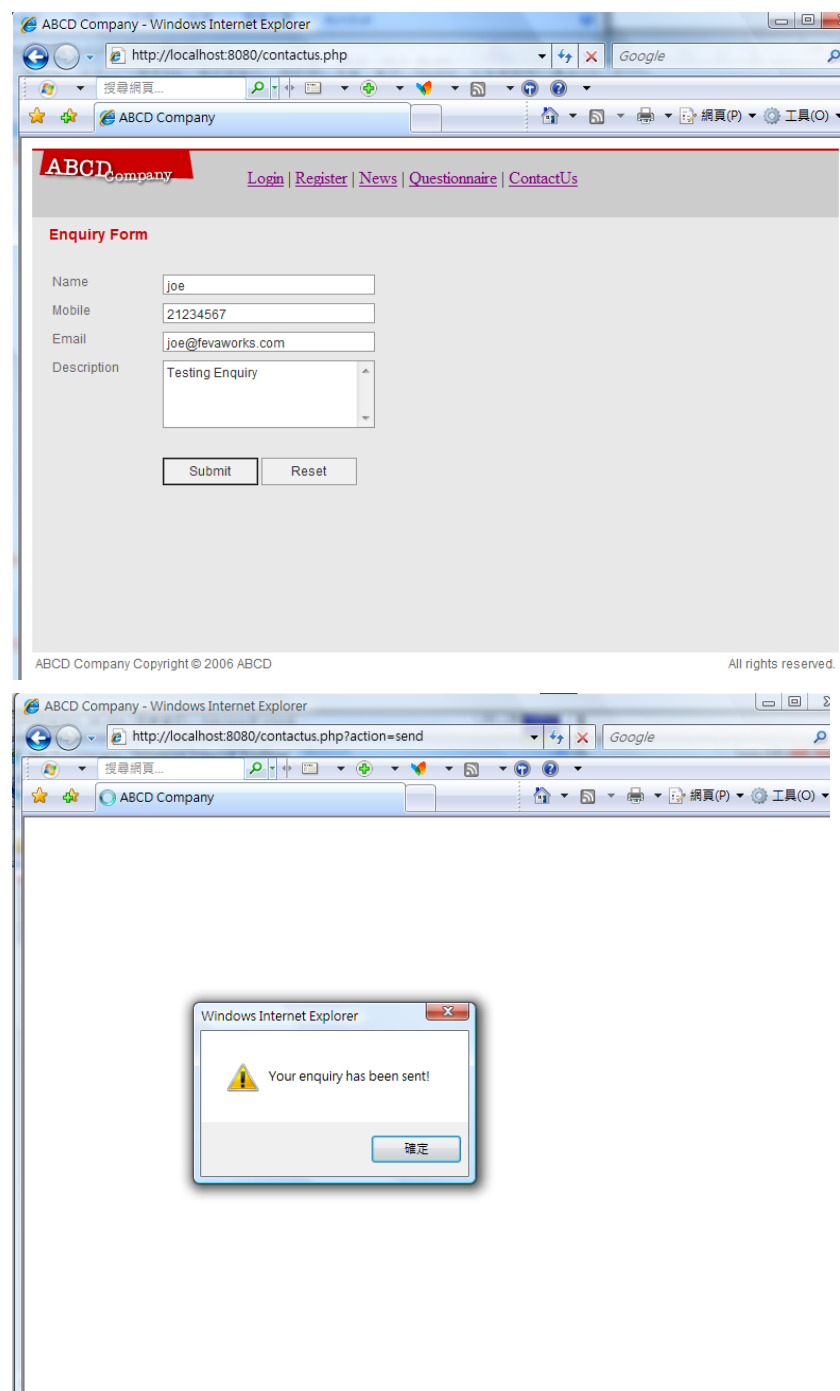 ABCD Company - Windows Internet Explorer
http://localhost:8080/contactus.php
Google
搜尋網頁...
ABCD Company
網頁(P)
工具(O)
ABCD Company
Login | Register | News | Questionnaire | ContactUs
Enquiry Form
Name joe
Mobile 21234567
Email joe@fevaworks.com
Description Testing Enquiry
Submit Reset
ABCD Company Copyright © 2006 ABCD All rights reserved.
ABCD Company - Windows Internet Explorer
http://localhost:8080/contactus.php?action=send
Google
搜尋網頁...
ABCD Company
網頁(P)
工具(O)
Windows Internet Explorer
Your enquiry has been sent!
確定